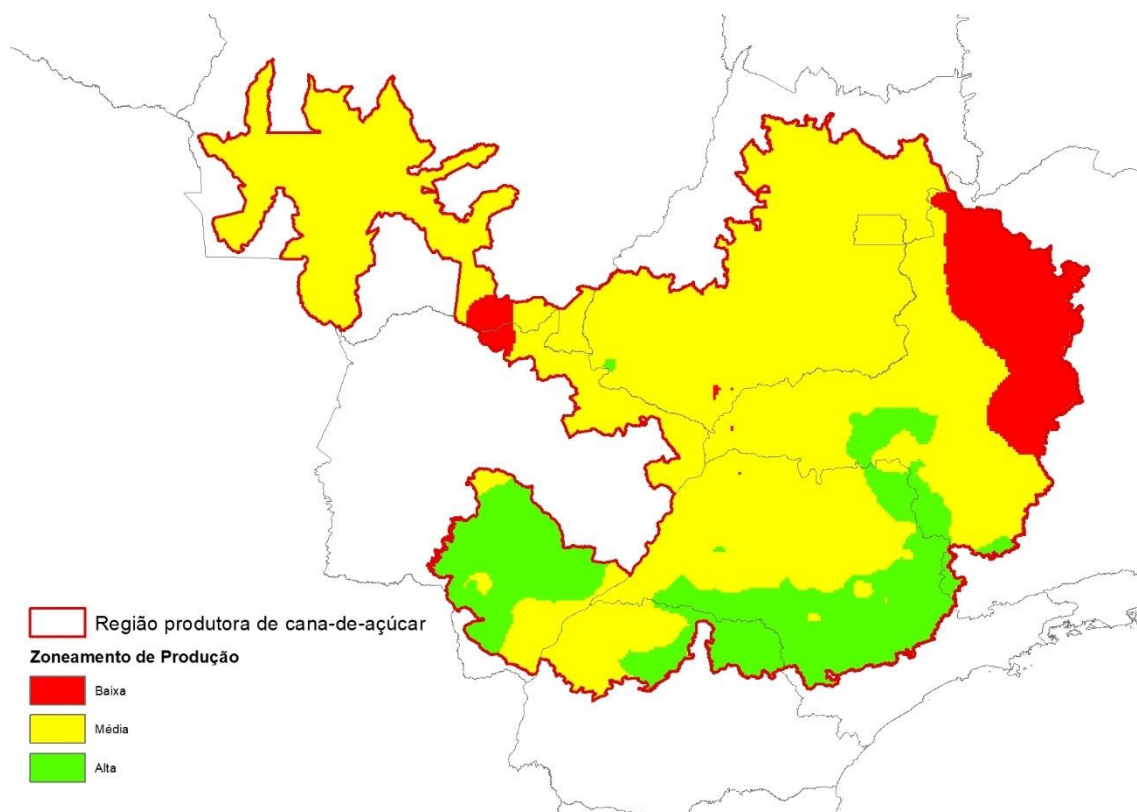 Região produtora de cana-de-açúcar
Zoneamento de Produção
Baixa
Média
Alta